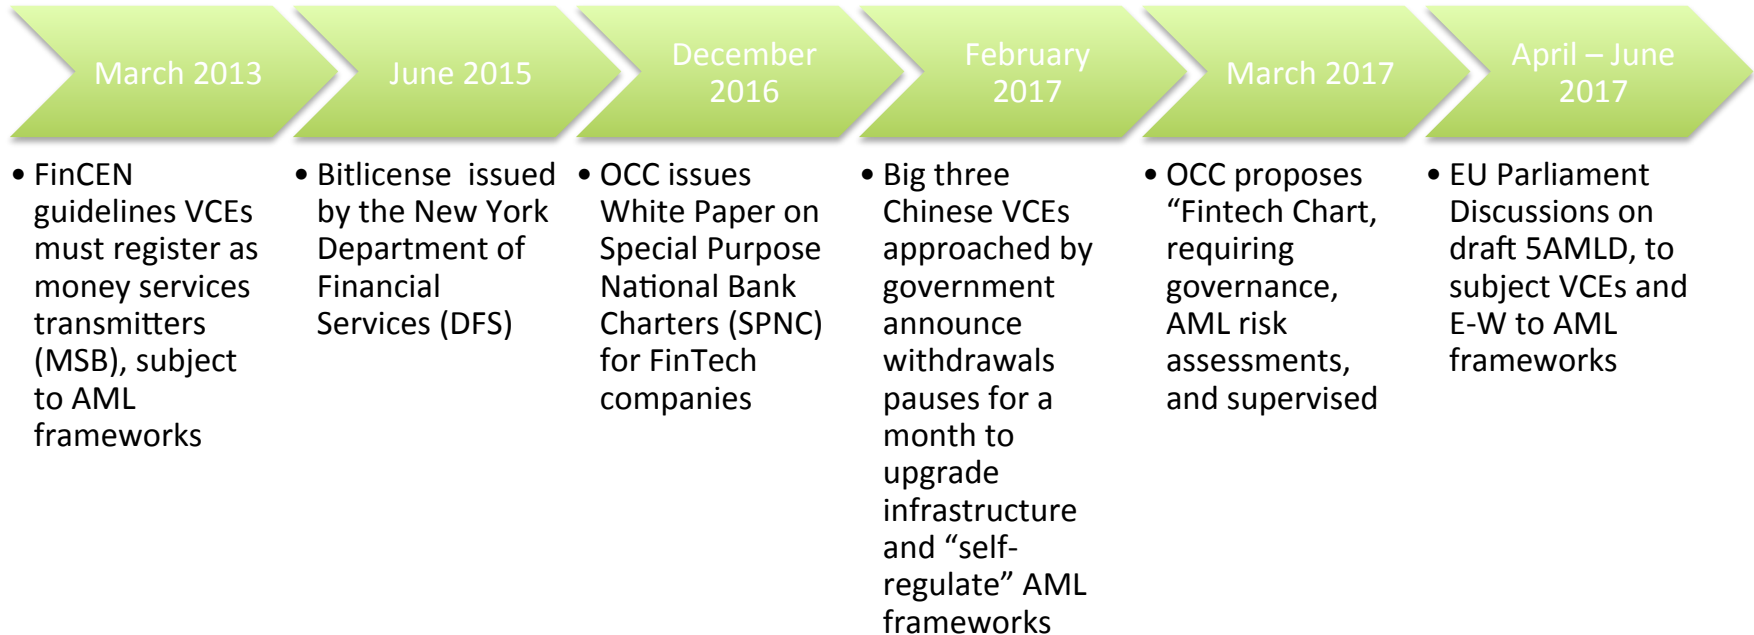 March 2013
• FinCEN
guidelines VCEs
must register as
money services
transmitters
(MSB), subject
to AML
frameworks
June 2015
• Bitlicense issued
by the New York
Department of
Financial
Services (DFS)
December
2016
• OCC issues
White Paper on
Special Purpose
National Bank
Charters (SPNC)
for FinTech
companies
February
2017
• Big three
Chinese VCEs
approached by
government
announce
withdrawals
pauses for a
month to
upgrade
infrastructure
and “self-
regulate” AML
frameworks
March 2017
• OCC proposes
“Fintech Chart,
requiring
governance,
AML risk
assessments,
and supervised
April – June
2017
• EU Parliament
Discussions on
draft 5AMLD, to
subject VCEs and
E-W to AML
frameworks